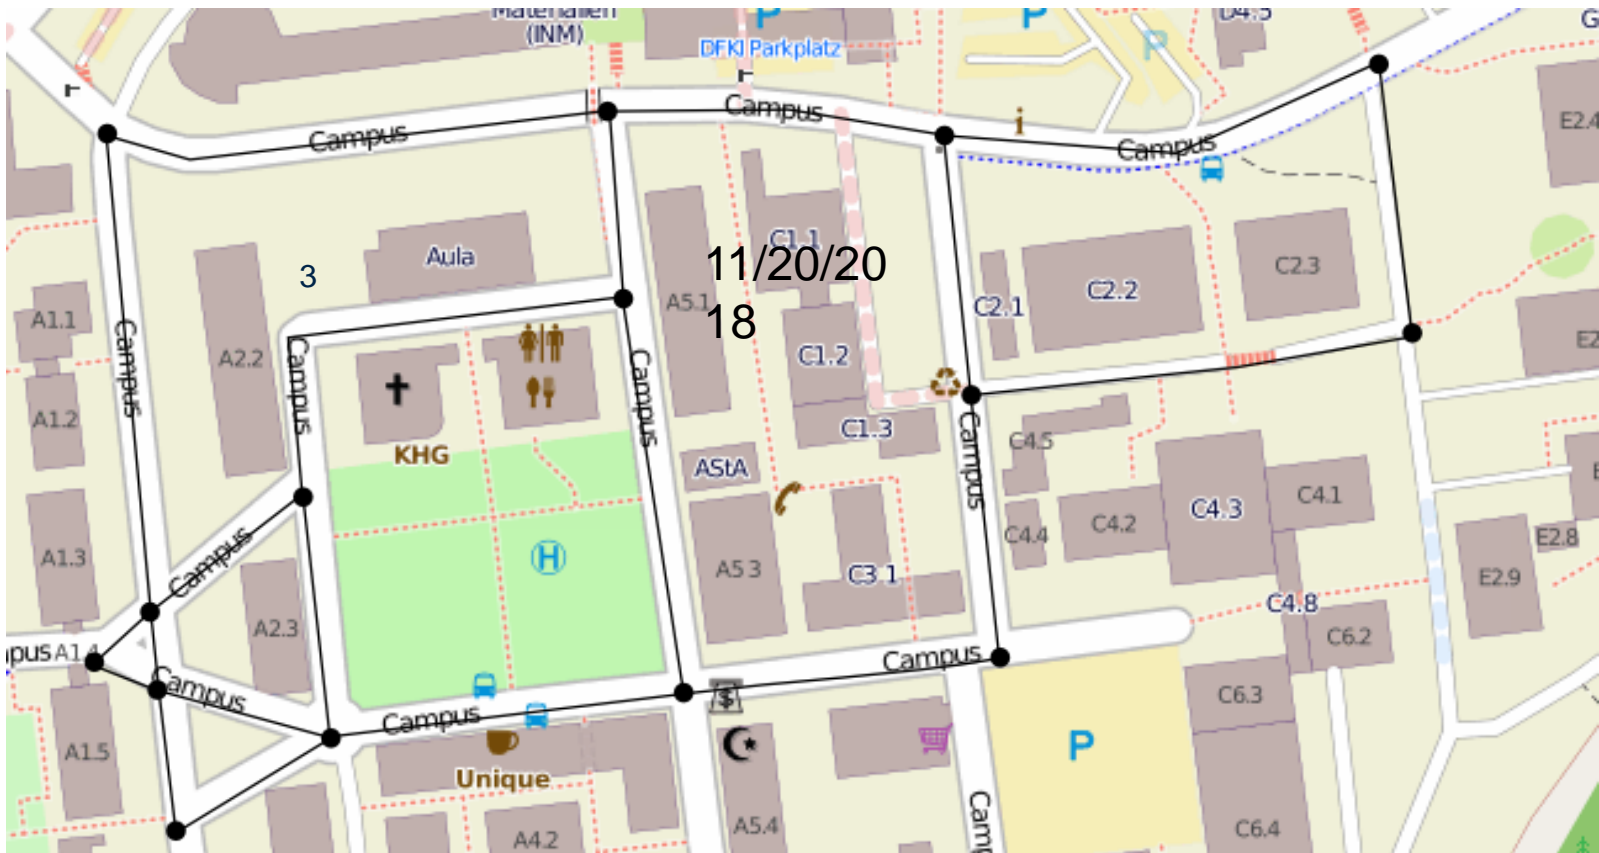 Materialien
(INM)
P
P
D4.5
G
DFKI Parkplatz
P
Campus
Campus
i
Campus
E2.4
Aula
C1.1
11/20/20
18
3
A5.1
C2.1
C2.2
C2.3
A1.1
A2.2
C1.2
E2
Campus
Campus
Campus
A1.2
KHG
AStA
C1.3
C4.5
Campus
C4.1
C4.3
C4.2
C4.4
E2.8
A1.3
Campus
H
A5 3
C3 1
E2.9
C4.8
A2.3
C6.2
pus
A1.4
Campus
Campus
Campus
$
C6.3
A1.5
P
Unique
A5.4
A4.2
Camp
C6.4